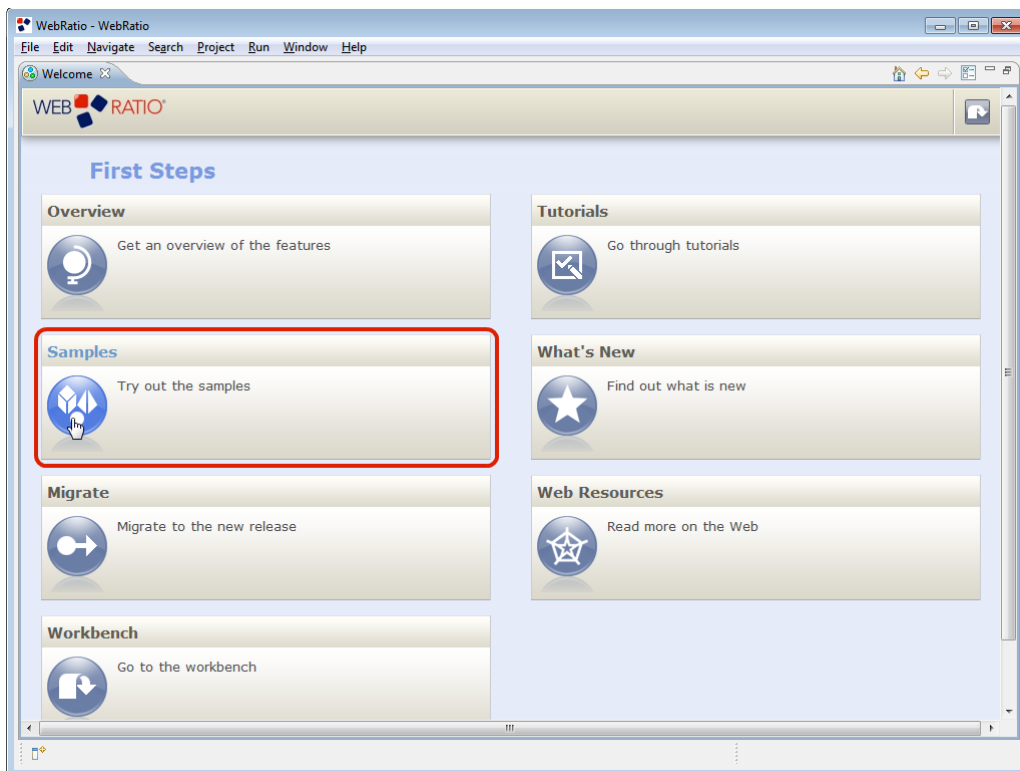 WebRatio - WebRatio
File Edit Navigate Search Project Run Window Help
Welcome
WEB RATIO®
First Steps
Overview
Get an overview of the features
Tutorials
Go through tutorials
Samples
Try out the samples
What's New
Find out what is new
Migrate
Migrate to the new release
Web Resources
Read more on the Web
Workbench
Go to the workbench